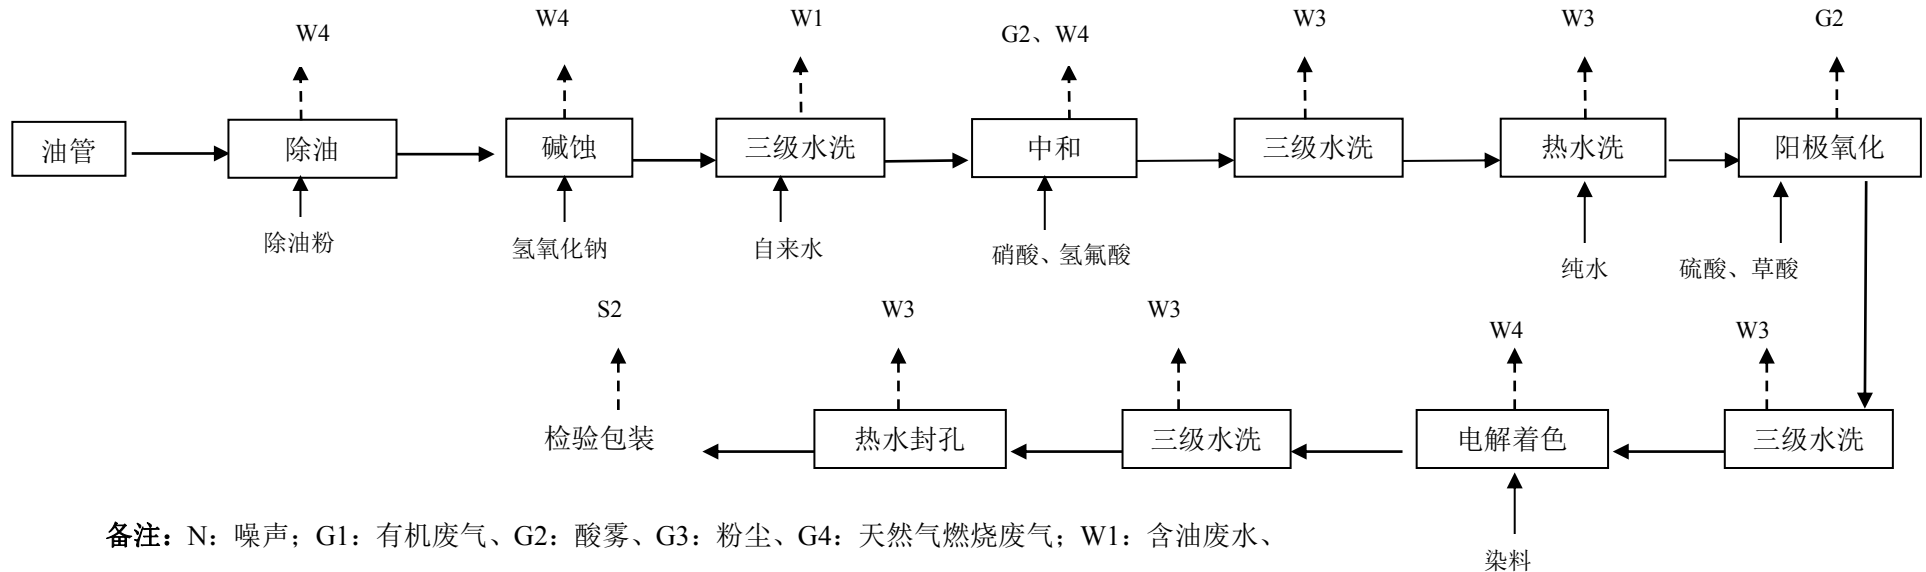 W4
W4
W1
G2、W4
W3
W3
G2
油管
除油
碱蚀
三级水洗
中和
三级水洗
热水洗
阳极氧化
除油粉
氢氧化钠
自来水
硝酸、氢氟酸
纯水
硫酸、草酸
S2
W3
W3
W4
W3
检验包装
热水封孔
三级水洗
电解着色
三级水洗
备注：N：噪声；G1：有机废气、G2：酸雾、G3：粉尘、G4：天然气燃烧废气；W1：含油废水、
染料